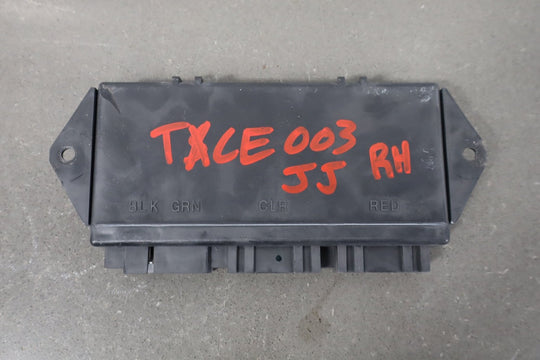 TXCE 003
JJ RH
BLK GRN CLR RED